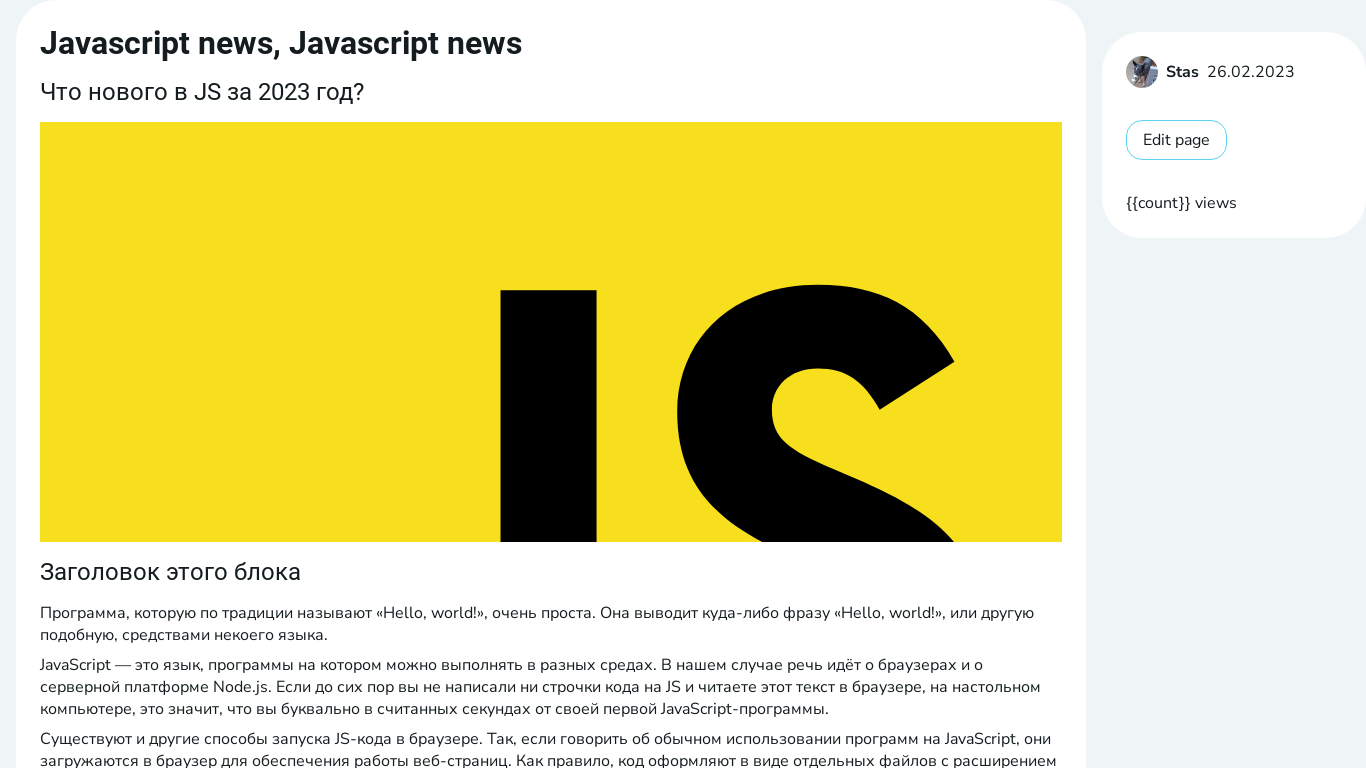 Javascript news, Javascript news
Что нового в JS за 2023 год?
JS
Заголовок этого блока
Программа, которую по традиции называют «Hello, world!», очень проста. Она выводит куда-либо фразу «Hello, world!», или другую
подобную, средствами некоего языка.
JavaScript — это язык, программы на котором можно выполнять в разных средах. В нашем случае речь идёт о браузерах и о
серверной платформе Node.js. Если до сих пор вы не написали ни строчки кода на JS и читаете этот текст в браузере, на настольном
компьютере, это значит, что вы буквально в считанных секундах от своей первой JavaScript-программы.
Существуют и другие способы запуска JS-кода в браузере. Так, если говорить об обычном использовании программ на JavaScript, они
загружаются в браузер для обеспечения работы веб-страниц. Как правило, код оформляют в виде отдельных файлов с расширением
Stas 26.02.2023
Edit page
{{count}} views